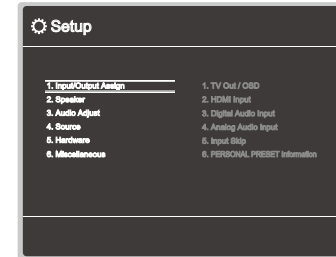 Setup
1. Input/Output Assign
2. Speaker
3. Audio Adjust
4. Source
5. Hardware
6. Miscellaneous
1. TV Out / OSD
2. HDMI Input
3. Digital Audio Input
4. Analog Audio Input
5. Input Skip
6. PERSONAL PRESET Information